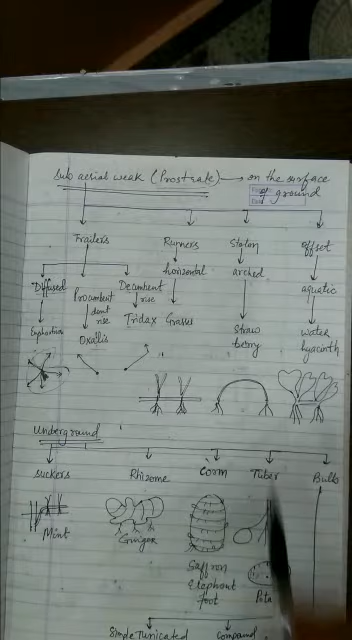 Sub aerial weak (Prostrate) → on the surface
of ground
Trailers Runners Stolon offset
Diffused Procumbent Decumbent horizontal arched aquatic
dont rise rise
Euphorbia Oxalis Tridax Grasses Straw berry water hyacinth
Underground
Suckers Rhizome Corm Tuber Bulb
Mint Ginger
Saffron
Elephant
foot
Pota
Simple Tunicated Compound